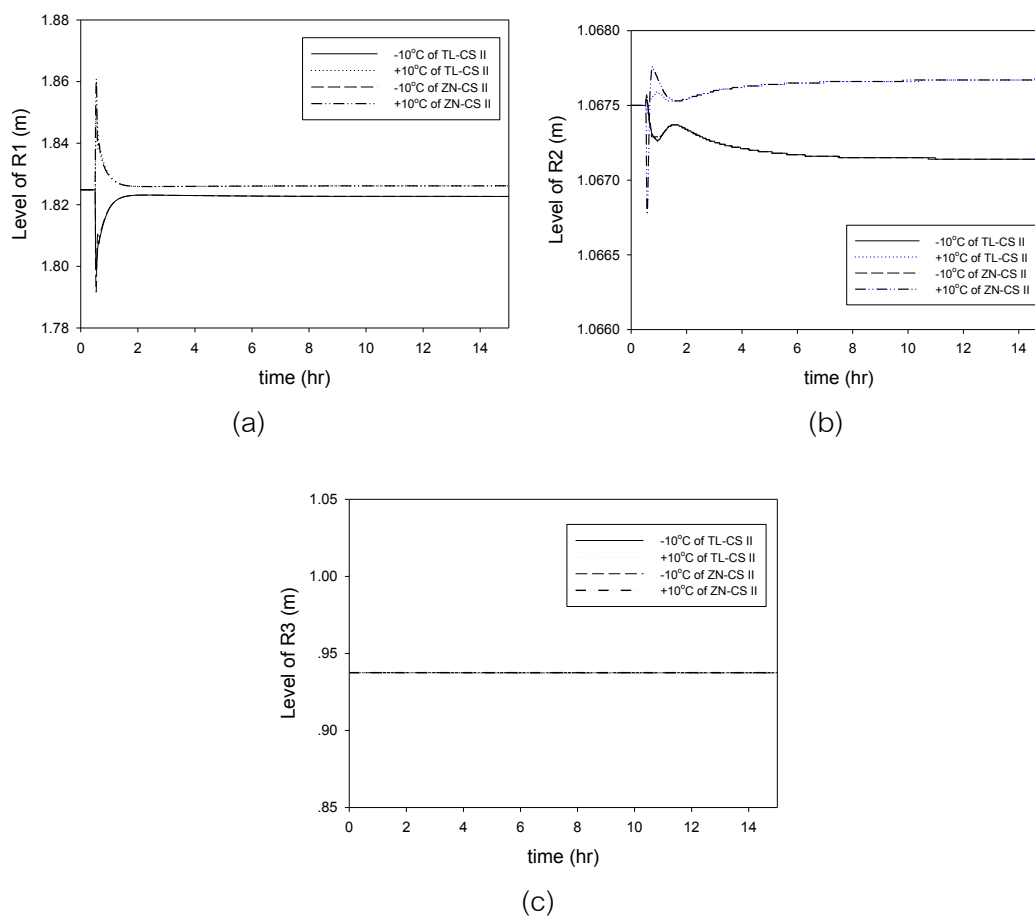 1.88
1.86
1.84
1.82
1.80
1.78
Level of R1 (m)
-10°C of TL-CS II
+10°C of TL-CS II
-10°C of ZN-CS II
+10°C of ZN-CS II
0 2 4 6 8 10 12 14
time (hr)
(a)
1.0680
1.0675
1.0670
1.0665
1.0660
Level of R2 (m)
-10°C of TL-CS II
+10°C of TL-CS II
-10°C of ZN-CS II
+10°C of ZN-CS II
0 2 4 6 8 10 12 14
time (hr)
(b)
1.05
1.00
.95
.90
.85
Level of R3 (m)
-10°C of TL-CS II
+10°C of TL-CS II
-10°C of ZN-CS II
+10°C of ZN-CS II
0 2 4 6 8 10 12 14
time (hr)
(c)